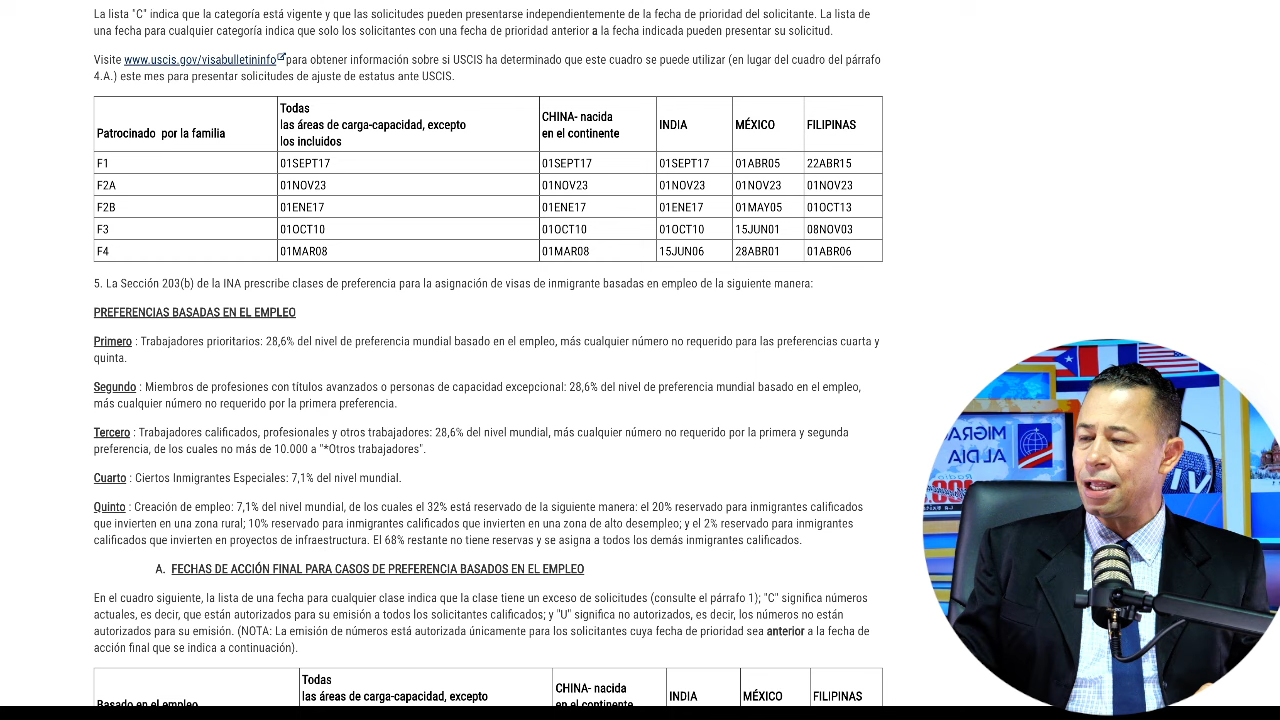 La lista "C" indica que la categoría está vigente y que las solicitudes pueden presentarse independientemente de la fecha de prioridad del solicitante. La lista de
una fecha para cualquier categoría indica que solo los solicitantes con una fecha de prioridad anterior a la fecha indicada pueden presentar su solicitud.
Visite www.uscis.gov/visabulletininfo para obtener información sobre si USCIS ha determinado que este cuadro se puede utilizar (en lugar del cuadro del párrafo
4.A.) este mes para presentar solicitudes de ajuste de estatus ante USCIS.
Patrocinado por la familia | Todas las áreas de carga-capacidad, excepto los incluidos | CHINA- nacida en el continente | INDIA | MÉXICO | FILIPINAS
F1 | 01SEPT17 | 01SEPT17 | 01SEPT17 | 01ABR05 | 22ABR15
F2A | 01NOV23 | 01NOV23 | 01NOV23 | 01NOV23 | 01NOV23
F2B | 01ENE17 | 01ENE17 | 01ENE17 | 01MAY05 | 01OCT13
F3 | 01OCT10 | 01OCT10 | 01OCT10 | 15JUN01 | 08NOV03
F4 | 01MAR08 | 01MAR08 | 15JUN06 | 28ABR01 | 01ABR06
5. La Sección 203(b) de la INA prescribe clases de preferencia para la asignación de visas de inmigrante basadas en empleo de la siguiente manera:
PREFERENCIAS BASADAS EN EL EMPLEO
Primero : Trabajadores prioritarios: 28,6% del nivel de preferencia mundial basado en el empleo, más cualquier número no requerido para las preferencias cuarta y
quinta.
Segundo : Miembros de profesiones con títulos avanzados o personas de capacidad excepcional: 28,6% del nivel de preferencia mundial basado en el empleo,
más cualquier número no requerido por la primera preferencia.
Tercero : Trabajadores calificados, profesionales y otros trabajadores: 28,6% del nivel mundial, más cualquier número no requerido por la primera y segunda
preferencia, de los cuales no más de 10.000 a "*Otros trabajadores".
Cuarto : Ciertos Inmigrantes Especiales: 7,1% del nivel mundial.
Quinto : Creación de empleo: 7,1% del nivel mundial, de los cuales el 32% está reservado de la siguiente manera: el 20% reservado para inmigrantes calificados
que invierten en una zona rural; 10% reservado para inmigrantes calificados que invierten en una zona de alto desempleo; y el 2% reservado para inmigrantes
calificados que invierten en proyectos de infraestructura. El 68% restante no tiene reservas y se asigna a todos los demás inmigrantes calificados.
A. FECHAS DE ACCIÓN FINAL PARA CASOS DE PREFERENCIA BASADOS EN EL EMPLEO
En el cuadro siguiente, la lista de una fecha para cualquier clase indica que la clase tiene un exceso de solicitudes (consulte el párrafo 1); "C" significa números
actuales, es decir, que están autorizados para su emisión a todos los solicitantes calificados; y "U" significa no autorizados, es decir, los números no están
autorizados para su emisión. (NOTA: La emisión de números está autorizada únicamente para los solicitantes cuya fecha de prioridad sea anterior a la fecha de
acción final que se indica a continuación).
Basado en el empleo | Todas las áreas de carga-capacidad, excepto | CHINA- nacida en el continente | INDIA | MÉXICO | FILIPINAS
MIGRA
AL DIA
Radio